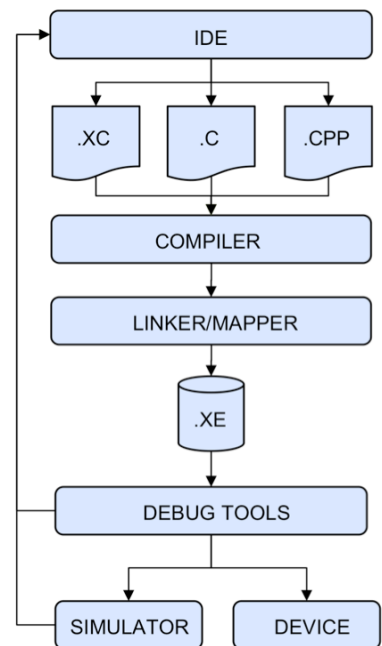 IDE
.XC
.C
.CPP
COMPILER
LINKER/MAPPER
.XE
DEBUG TOOLS
SIMULATOR
DEVICE